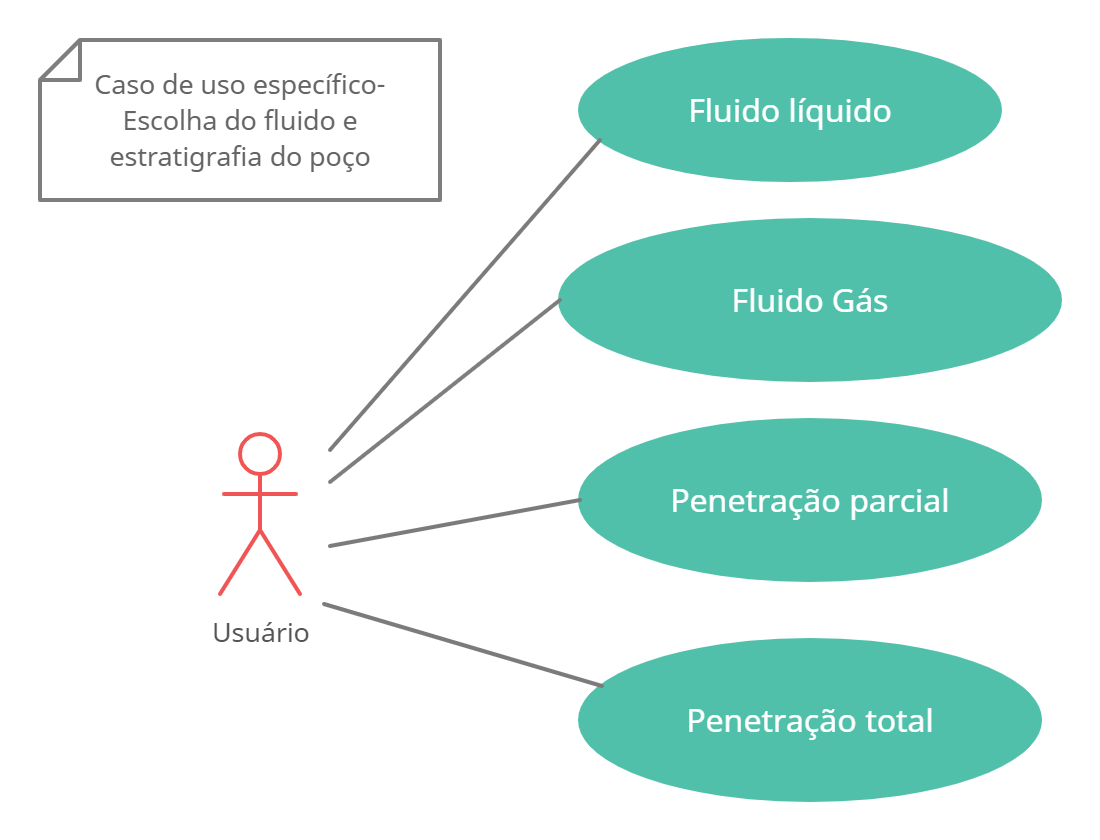 Caso de uso específico-
Escolha do fluido e
estratigrafia do poço
Fluido líquido
Fluido Gás
Penetração parcial
Penetração total
Usuário